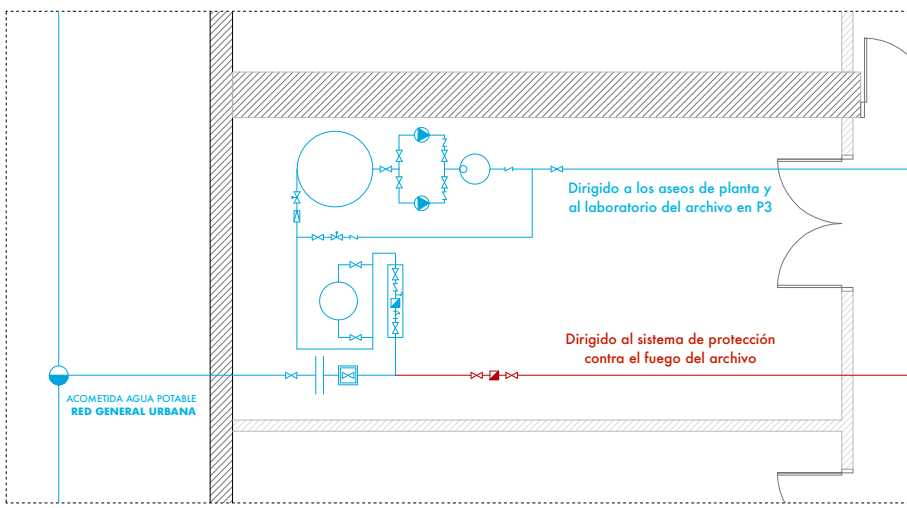 Dirigido a los aseos de planta y
al laboratorio del archivo en P3
Dirigido al sistema de protección
contra el fuego del archivo
ACOMETIDA AGUA POTABLE
RED GENERAL URBANA